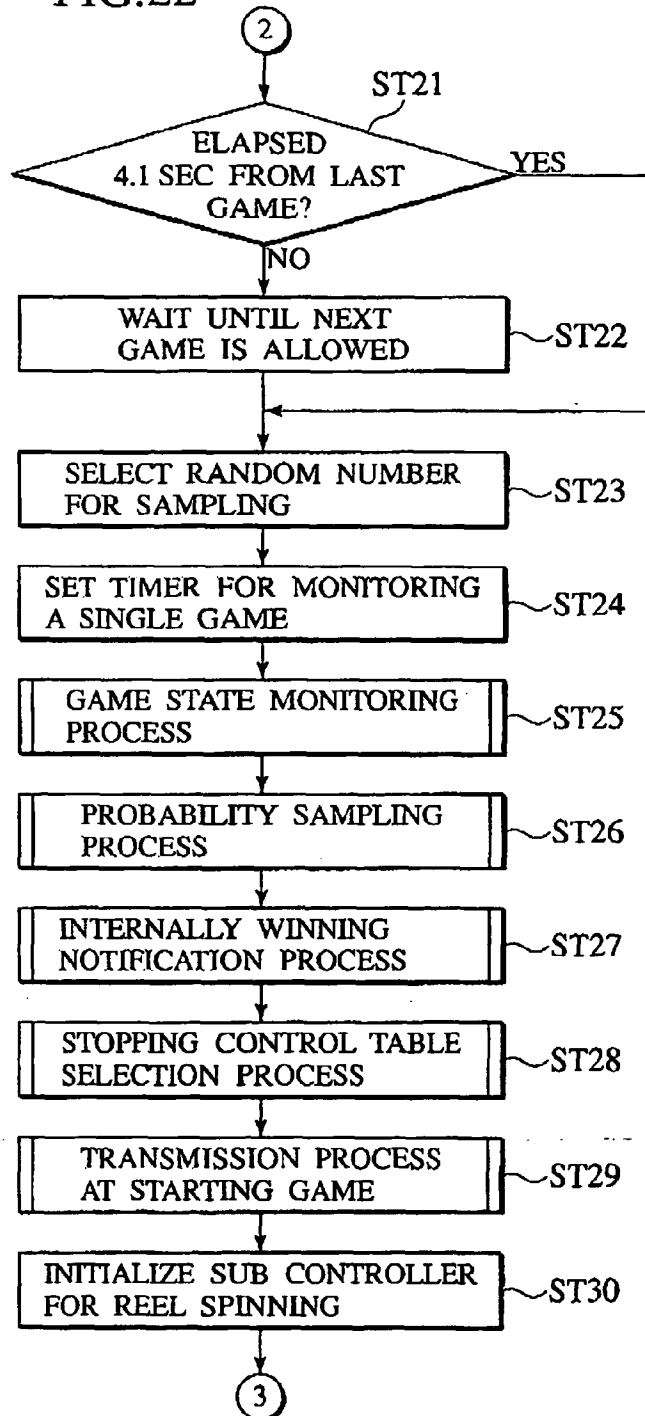 FIG.22
2
ST21
ELAPSED
4.1 SEC FROM LAST
GAME?
YES
NO
WAIT UNTIL NEXT
GAME IS ALLOWED
ST22
SELECT RANDOM NUMBER
FOR SAMPLING
ST23
SET TIMER FOR MONITORING
A SINGLE GAME
ST24
GAME STATE MONITORING
PROCESS
ST25
PROBABILITY SAMPLING
PROCESS
ST26
INTERNALLY WINNING
NOTIFICATION PROCESS
ST27
STOPPING CONTROL TABLE
SELECTION PROCESS
ST28
TRANSMISSION PROCESS
AT STARTING GAME
ST29
INITIALIZE SUB CONTROLLER
FOR REEL SPINNING
ST30
3